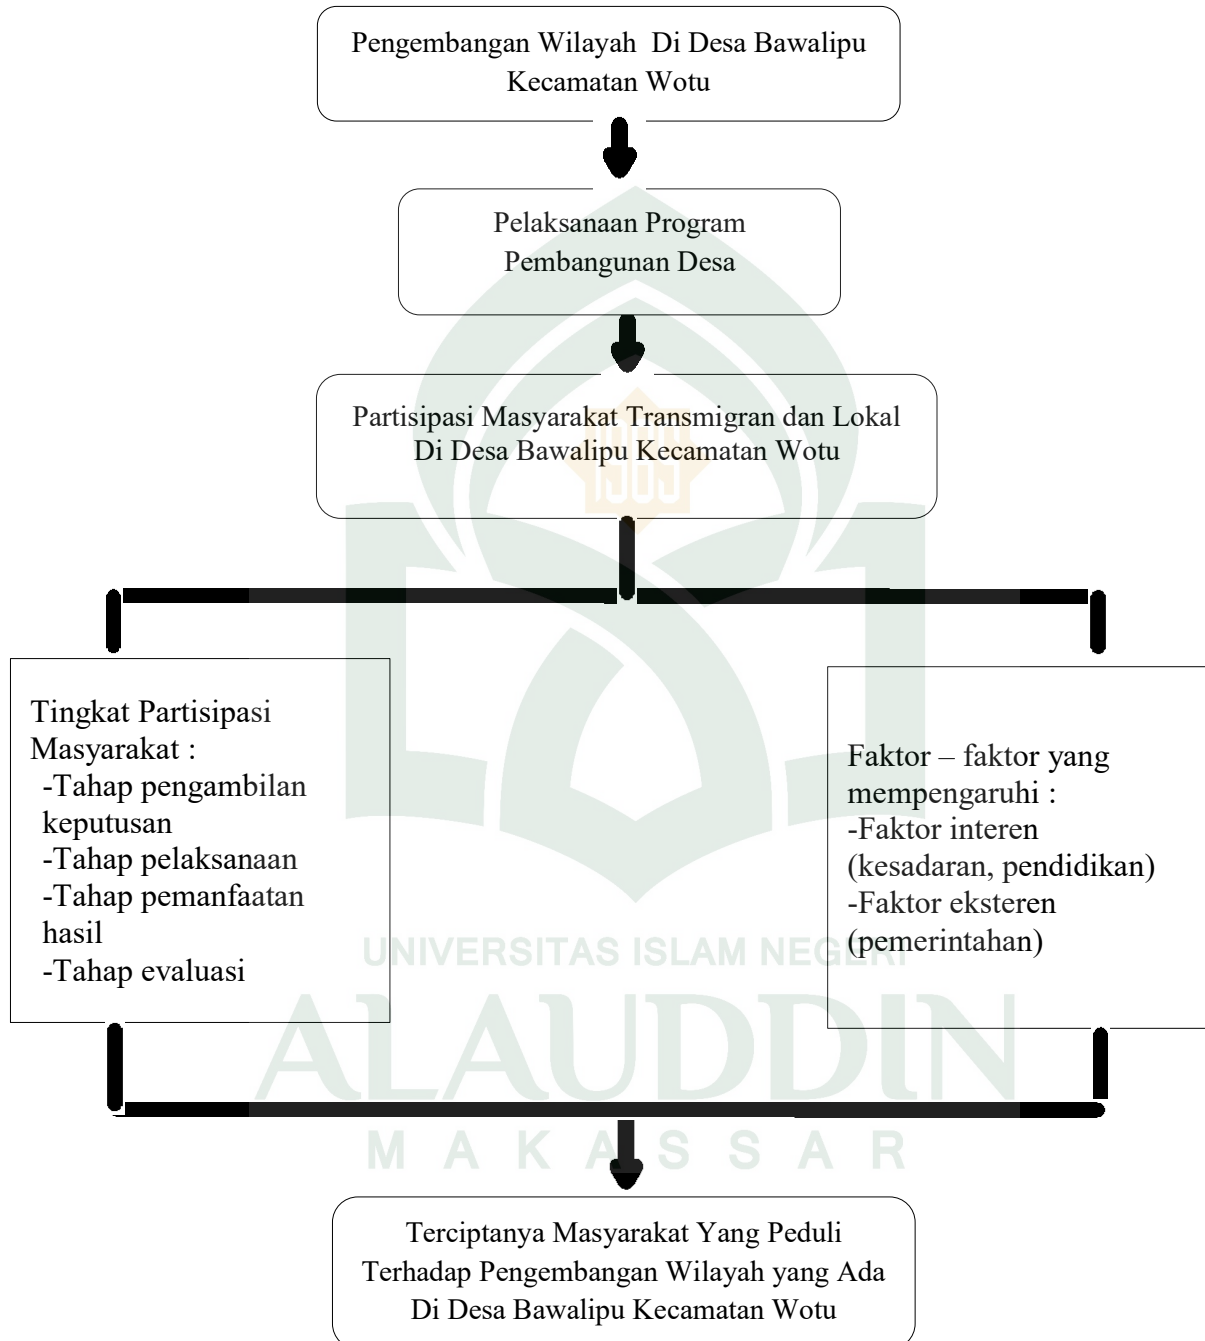 Pengembangan Wilayah Di Desa Bawalipu
Kecamatan Wotu
Pelaksanaan Program
Pembangunan Desa
Partisipasi Masyarakat Transmigran dan Lokal
Di Desa Bawalipu Kecamatan Wotu
1965
Tingkat Partisipasi
Masyarakat :
-Tahap pengambilan
keputusan
-Tahap pelaksanaan
-Tahap pemanfaatan
hasil
-Tahap evaluasi
Faktor – faktor yang
mempengaruhi :
-Faktor interen
(kesadaran, pendidikan)
-Faktor eksteren
(pemerintahan)
UNIVERSITAS ISLAM NEGERI
ALAUDDIN
MAKASSAR
Terciptanya Masyarakat Yang Peduli
Terhadap Pengembangan Wilayah yang Ada
Di Desa Bawalipu Kecamatan Wotu